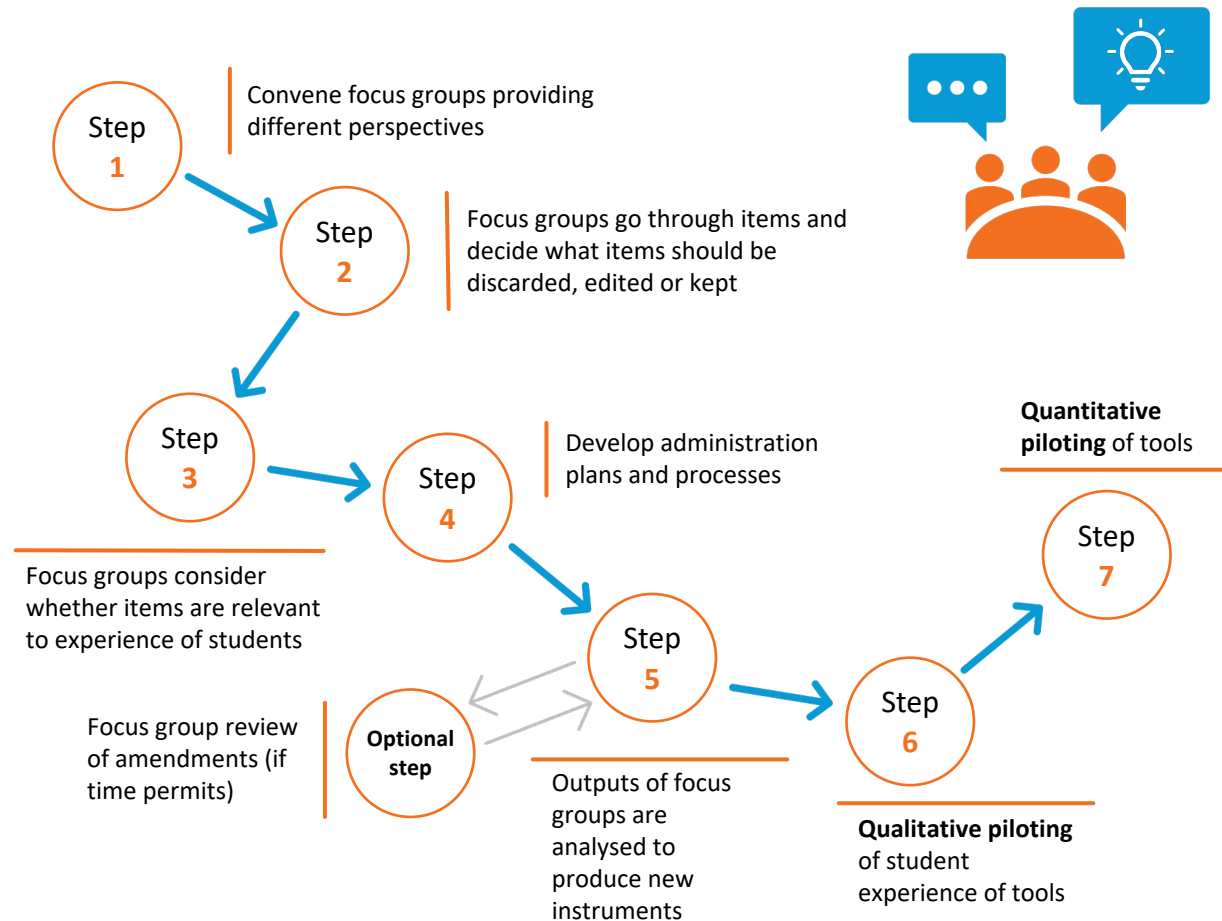 Step
1
Convene focus groups providing
different perspectives
Step
2
Focus groups go through items and
decide what items should be
discarded, edited or kept
Step
3
Focus groups consider
whether items are relevant
to experience of students
Step
4
Develop administration
plans and processes
Step
5
Outputs of focus
groups are
analysed to
produce new
instruments
Optional
step
Focus group review
of amendments (if
time permits)
Step
6
Qualitative piloting
of student
experience of tools
Quantitative
piloting of tools
Step
7